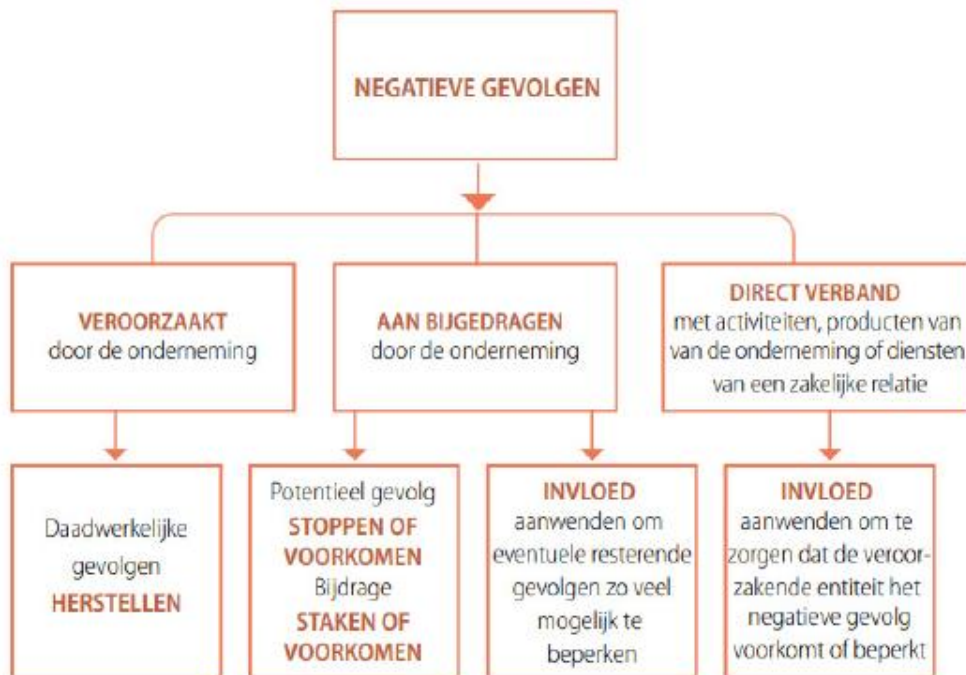 NEGATIEVE GEVOLGEN
VEROORZAAKT
door de onderneming
AAN BIJGEDRAGEN
door de onderneming
DIRECT VERBAND
met activiteiten, producten van
van de onderneming of diensten
van een zakelijke relatie
Daadwerkelijke
gevolgen
HERSTELLEN
Potentieel gevolg
STOPPEN OF
VOORKOMEN
Bijdrage
STAKEN OF
VOORKOMEN
INVLOED
aanwenden om
eventuele resterende
gevolgen zo veel
mogelijk te
beperken
INVLOED
aanwenden om te
zorgen dat de veroor-
zakende entiteit het
negatieve gevolg
voorkomt of beperkt